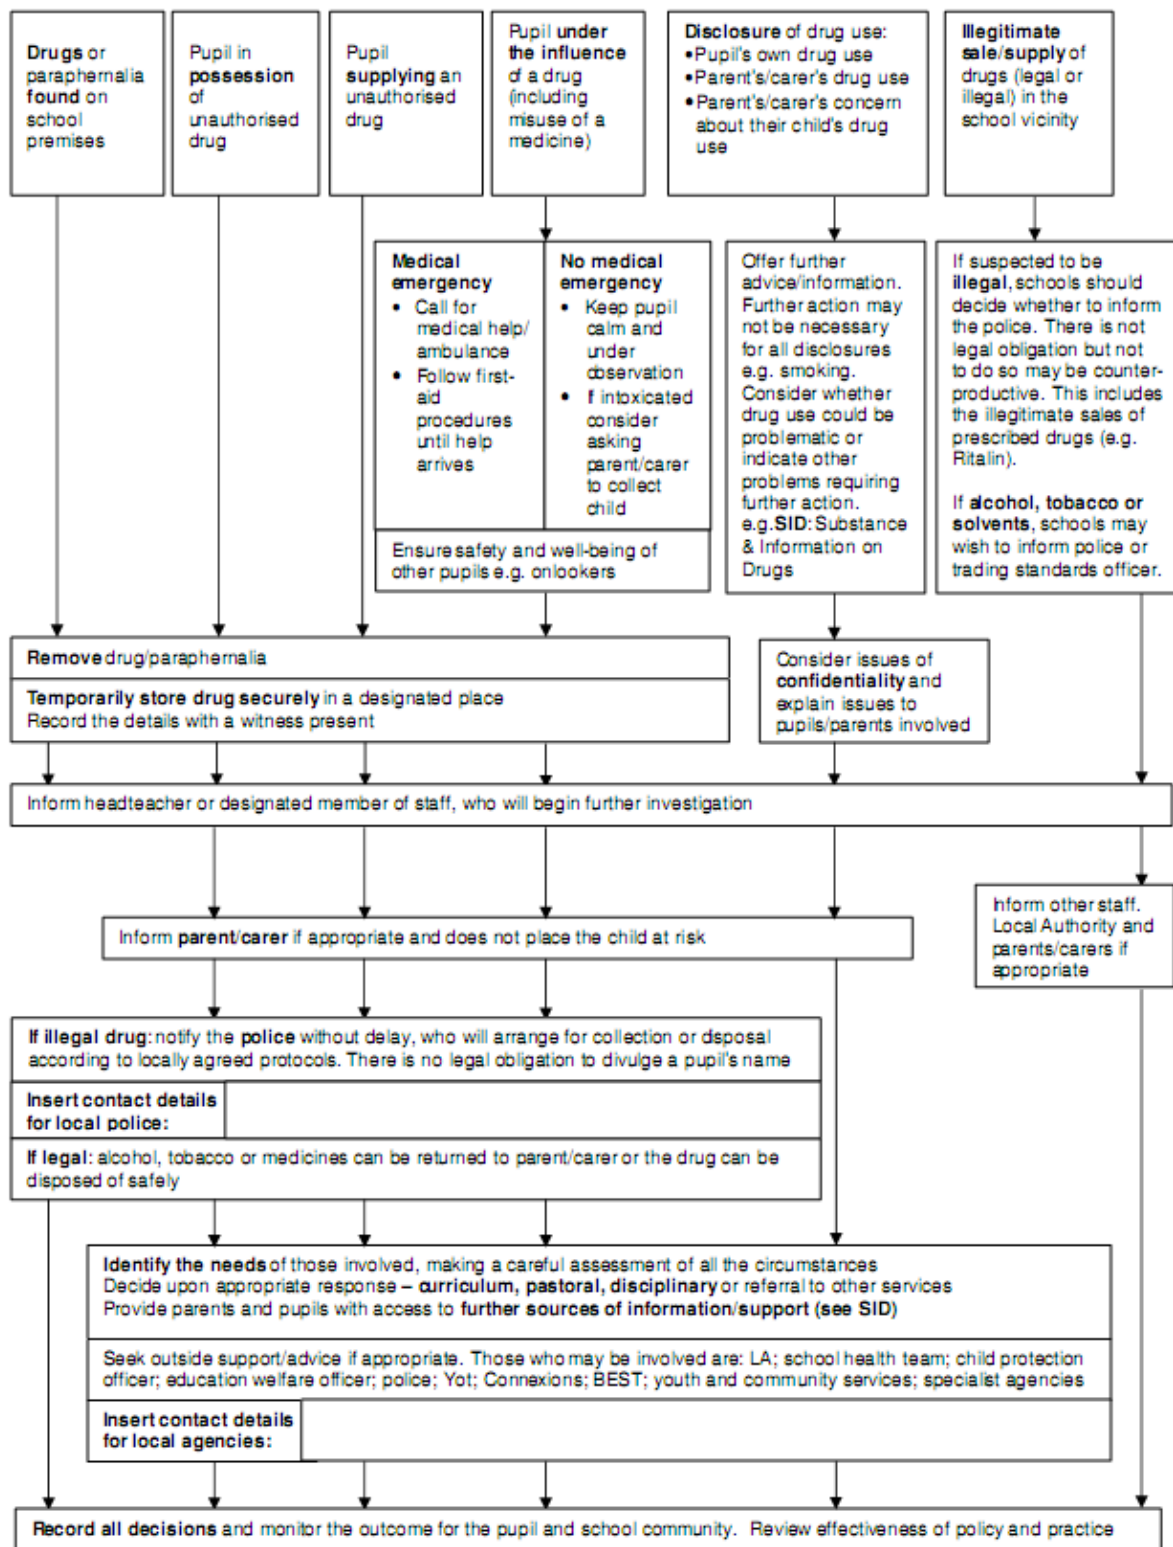 Drugs or
paraphernalia
found on
school
premises
Pupil in
possession
of
unauthorised
drug
Pupil
supplying an
unauthorised
drug
Pupil under
the influence
of a drug
(including
misuse of a
medicine)
Disclosure of drug use:
•Pupil's own drug use
•Parent's/carer's drug use
•Parent's/carer's concern
about their child's drug
use
Illegitimate
sale/supply of
drugs (legal or
illegal) in the
school vicinity
Medical
emergency
• Call for
medical help/
ambulance
• Follow first-
aid
procedures
until help
arrives
No medical
emergency
• Keep pupil
calm and
under
observation
• If intoxicated
consider
asking
parent/carer
to collect
child
Ensure safety and well-being of
other pupils e.g. onlookers
Offer further
advice/information.
Further action may
not be necessary
for all disclosures
e.g. smoking.
Consider whether
drug use could be
problematic or
indicate other
problems requiring
further action.
e.g.SID: Substance
& Information on
Drugs
If suspected to be
illegal, schools should
decide whether to inform
the police. There is not
legal obligation but not
to do so may be counter-
productive. This includes
the illegitimate sales of
prescribed drugs (e.g.
Ritalin).
If alcohol, tobacco or
solvents, schools may
wish to inform police or
trading standards officer.
Remove drug/paraphernalia
Temporarily store drug securely in a designated place
Record the details with a witness present
Consider issues of
confidentiality and
explain issues to
pupils/parents involved
Inform headteacher or designated member of staff, who will begin further investigation
Inform parent/carer if appropriate and does not place the child at risk
Inform other staff.
Local Authority and
parents/carers if
appropriate
If illegal drug: notify the police without delay, who will arrange for collection or disposal
according to locally agreed protocols. There is no legal obligation to divulge a pupil's name
Insert contact details
for local police:
If legal: alcohol, tobacco or medicines can be returned to parent/carer or the drug can be
disposed of safely
Identify the needs of those involved, making a careful assessment of all the circumstances
Decide upon appropriate response – curriculum, pastoral, disciplinary or referral to other services
Provide parents and pupils with access to further sources of information/support (see SID)
Seek outside support/advice if appropriate. Those who may be involved are: LA; school health team; child protection
officer; education welfare officer; police; Yot; Connexions; BEST; youth and community services; specialist agencies
Insert contact details
for local agencies:
Record all decisions and monitor the outcome for the pupil and school community. Review effectiveness of policy and practice